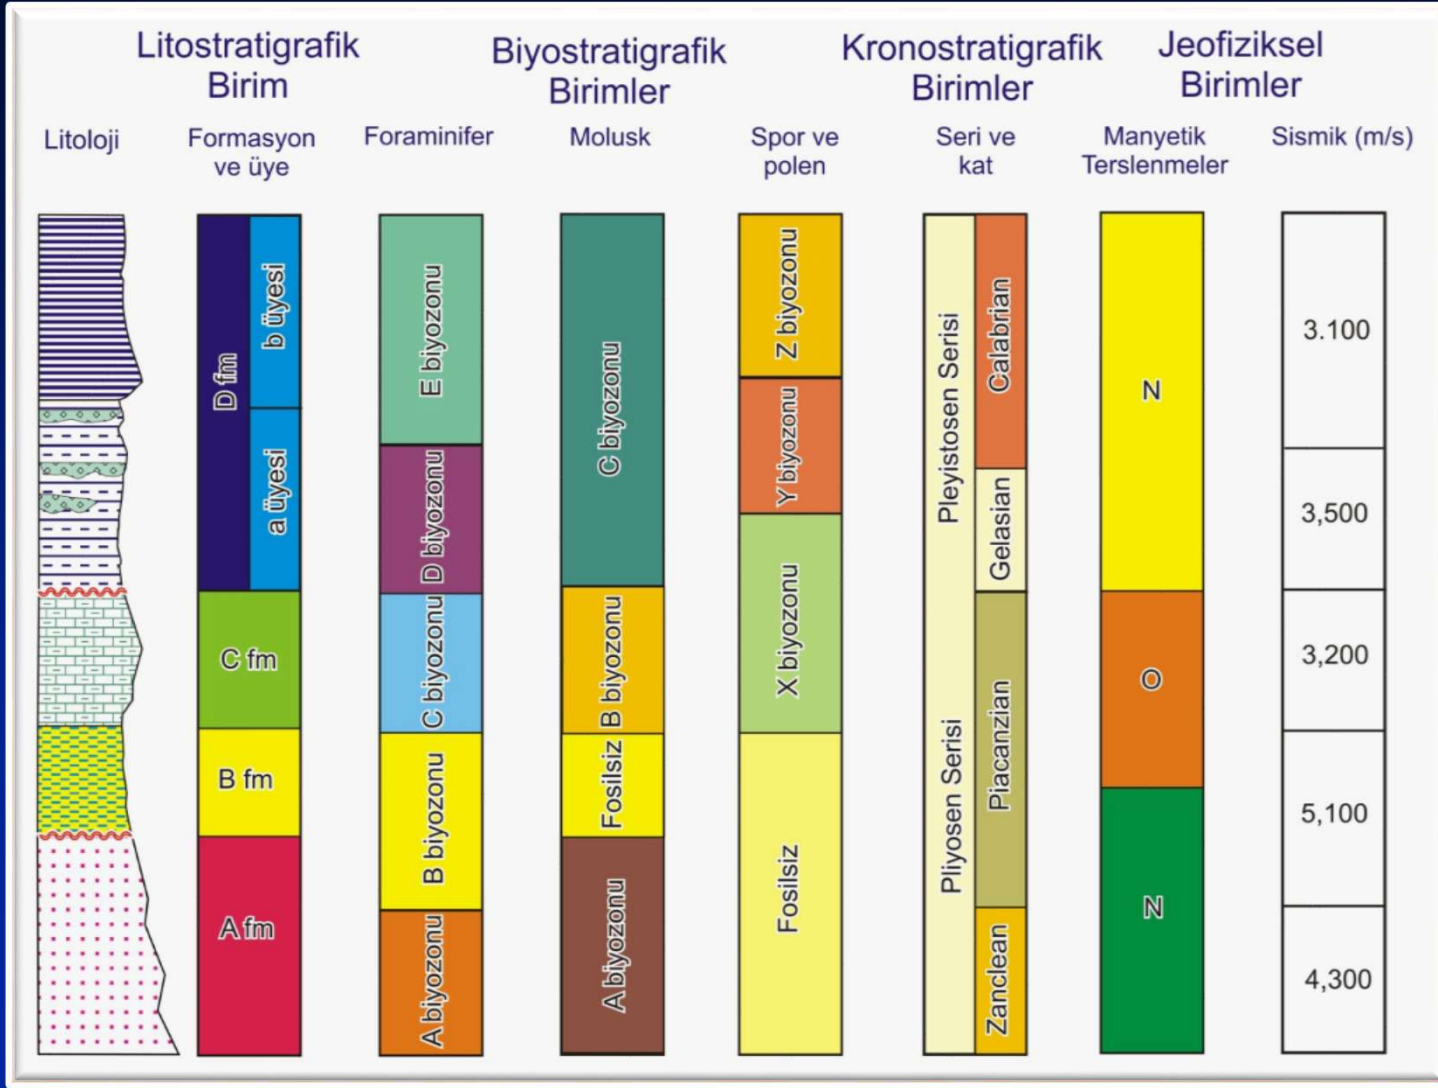 Litostratigrafik
Birim
Biyostratigrafik
Birimler
Kronostratigrafik
Birimler
Jeofiziksel
Birimler
Litoloji
Formasyon
ve üye
Foraminifer
Molusk
Spor ve
polen
Seri ve
kat
Manyetik
Terslenmeler
Sismik (m/s)
D fm
b üyesi
a üyesi
C fm
B fm
A fm
E biyozonu
D biyozonu
C biyozonu
B biyozonu
A biyozonu
C biyozonu
B biyozonu
Fosilsiz
A biyozonu
Z biyozonu
Y biyozonu
X biyozonu
Fosilsiz
Pleyistosen Serisi
Pliyosen Serisi
Calabrian
Gelasian
Piacanzian
Zanclean
N
O
N
3.100
3,500
3,200
5,100
4,300